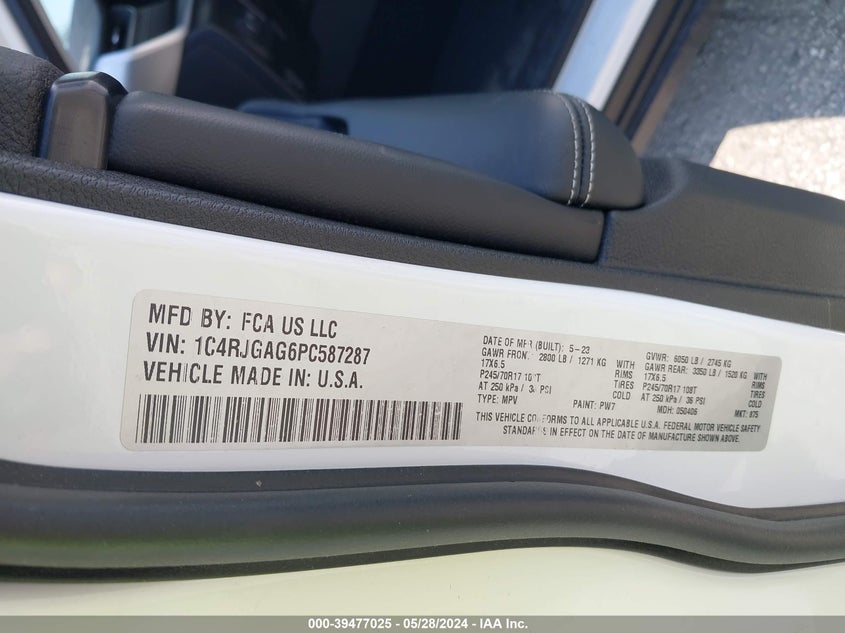 MFD BY: FCA US LLC
VIN: 1C4RJGAG6PC587287
VEHICLE MADE IN: U.S.A.
DATE OF MFR (BUILT): 5-23
GAWR FRONT: 2800 LB / 1271 KG WITH
17X6.5 RIMS
P245/70R17 108T TIRES
AT 250 kPa / 36 PSI COLD
TYPE: MPV PAINT: PW7
GVWR: 6050 LB / 2745 KG
GAWR REAR: 3350 LB / 1520 KG WITH
17X6.5 RIMS
P245/70R17 108T TIRES
AT 250 kPa / 36 PSI COLD
MDH: 050406 MKT: 875
THIS VEHICLE CONFORMS TO ALL APPLICABLE U.S.A. FEDERAL MOTOR VEHICLE SAFETY
STANDARDS IN EFFECT ON THE DATE OF MANUFACTURE SHOWN ABOVE.
000-39477025 - 05/28/2024 - IAA Inc.